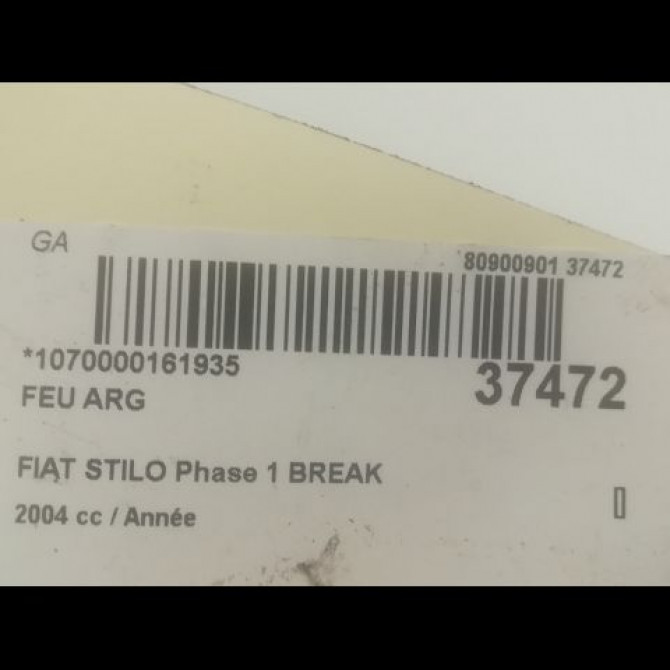 GA
80900901 37472
*1070000161935
37472
FEU ARG
FIAT STILO Phase 1 BREAK
2004 cc / Année